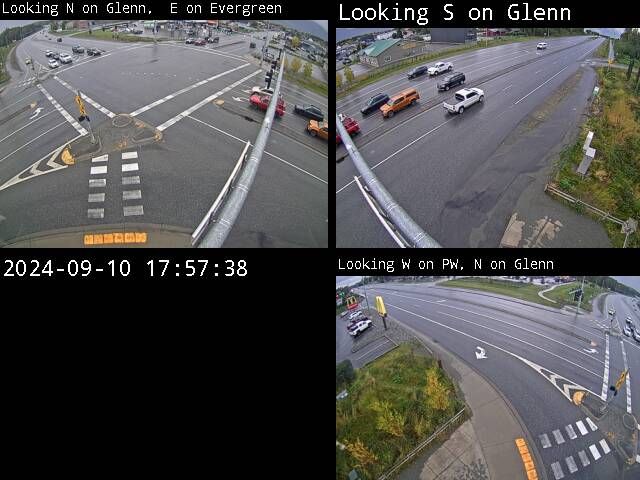 Looking N on Glenn,  E on Evergreen
Looking S on Glenn
2024-09-10 17:57:38
Looking W on PW, N on Glenn